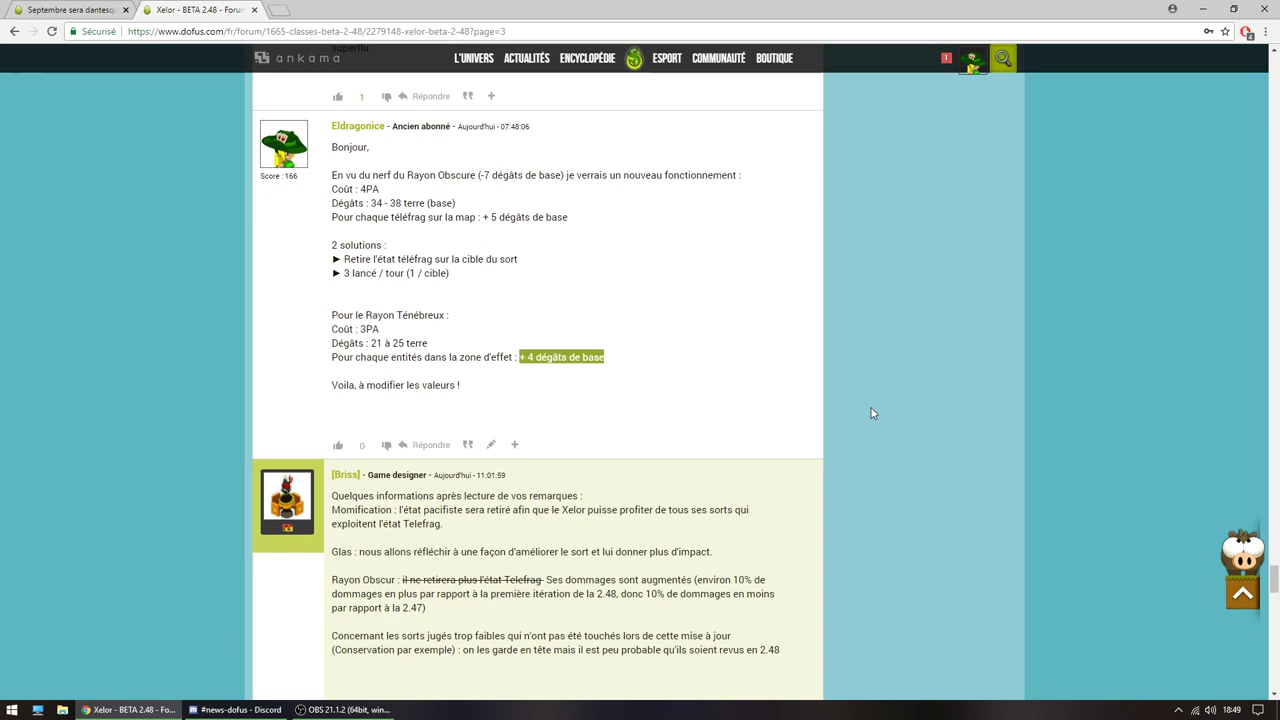 Septembre sera dantesq
Xelor - BETA 2.48 - Forum
Sécurisé
https://www.dofus.com/fr/forum/1665-classes-beta-2-48/2279148-xelor-beta-2-48?page=3
superflu.
ankama
L'UNIVERS
ACTUALITÉS
ENCYCLOPÉDIE
ESPORT
COMMUNAUTÉ
BOUTIQUE
1
1
Répondre
Eldragonice - Ancien abonné - Aujourd'hui - 07:48:06
Score : 166
Bonjour,
En vu du nerf du Rayon Obscure (-7 dégâts de base) je verrais un nouveau fonctionnement :
Coût : 4PA
Dégâts : 34 - 38 terre (base)
Pour chaque téléfrag sur la map : + 5 dégâts de base
2 solutions :
► Retire l'état téléfrag sur la cible du sort
► 3 lancé / tour (1 / cible)
Pour le Rayon Ténébreux :
Coût : 3PA
Dégâts : 21 à 25 terre
Pour chaque entités dans la zone d'effet : + 4 dégâts de base
Voila, à modifier les valeurs !
0
Répondre
[Briss] - Game designer - Aujourd'hui - 11:01:59
Quelques informations après lecture de vos remarques :
Momification : l'état pacifiste sera retiré afin que le Xelor puisse profiter de tous ses sorts qui
exploitent l'état Telefrag.
Glas : nous allons réfléchir à une façon d'améliorer le sort et lui donner plus d'impact.
Rayon Obscur : il ne retirera plus l'état Telefrag Ses dommages sont augmentés (environ 10% de
dommages en plus par rapport à la première itération de la 2.48, donc 10% de dommages en moins
par rapport à la 2.47)
Concernant les sorts jugés trop faibles qui n'ont pas été touchés lors de cette mise à jour
(Conservation par exemple) : on les garde en tête mais il est peu probable qu'ils soient revus en 2.48
Xelor - BETA 2.48 - Fo...
#news-dofus - Discord
OBS 21.1.2 (64bit, win...
18:49